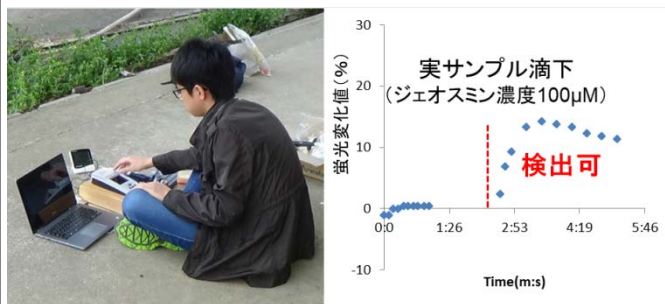 30
実サンプル滴下
(ジェオスミン濃度100μM)
蛍光変化値(%)
20
10
検出可
0
0:0
1:26
2:53
4:19
5:46
-10
Time(m:s)